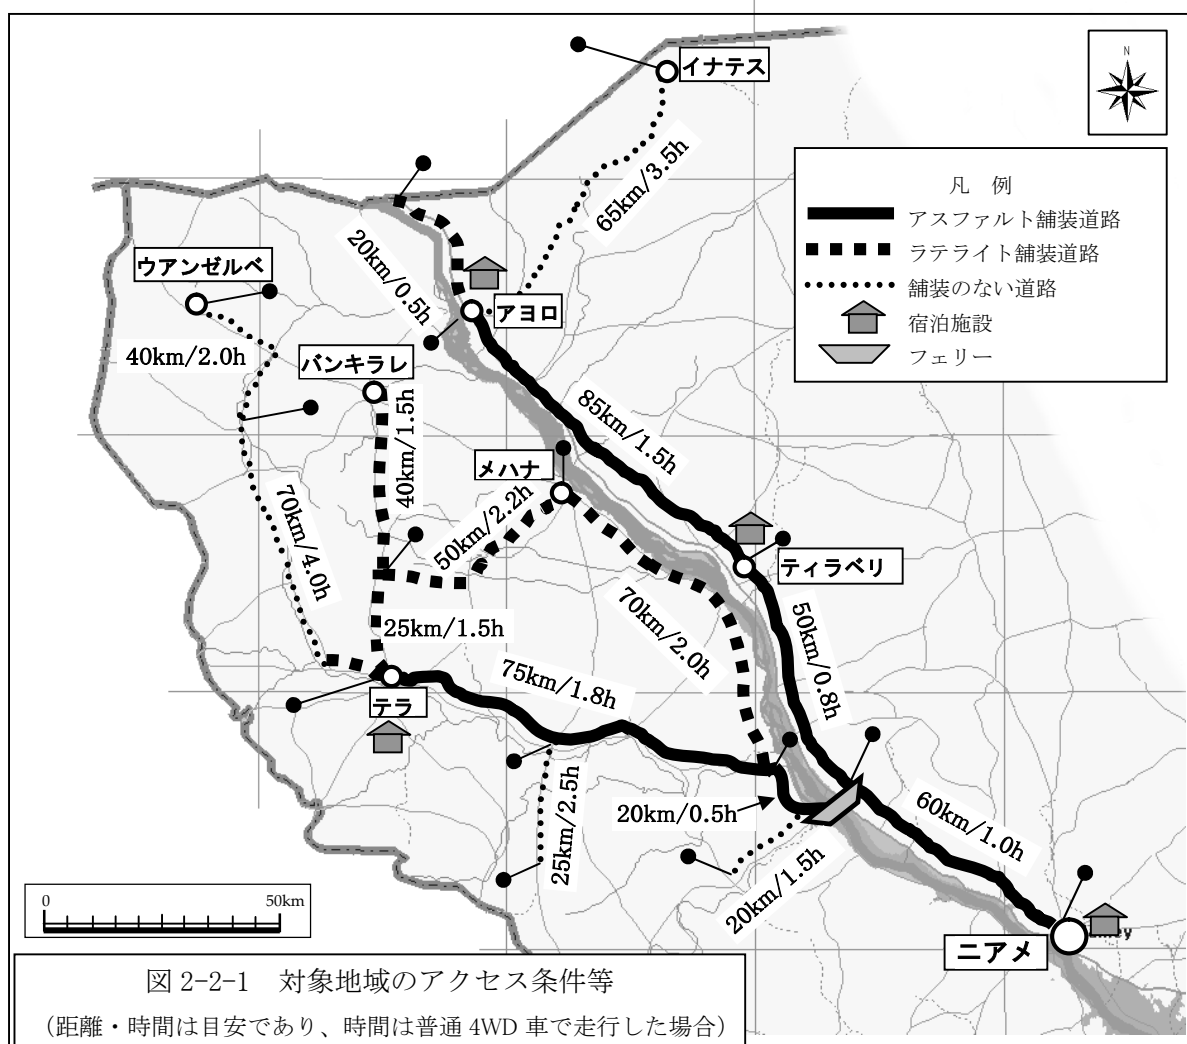 イナテス
N
65km/3.5h
凡 例
アスファルト舗装道路
ラテライト舗装道路
舗装のない道路
宿泊施設
フェリー
ウアンゼルベ
20km/0.5h
アヨロ
40km/2.0h
バンキラレ
40km/1.5h
85km/1.5h
メハナ
50km/2.2h
70km/4.0h
ティラベリ
70km/2.0h
50km/0.8h
25km/1.5h
75km/1.8h
テラ
25km/2.5h
20km/0.5h
60km/1.0h
20km/1.5h
0 50km
ニアメ
図 2-2-1 対象地域のアクセス条件等
（距離・時間は目安であり、時間は普通 4WD 車で走行した場合）